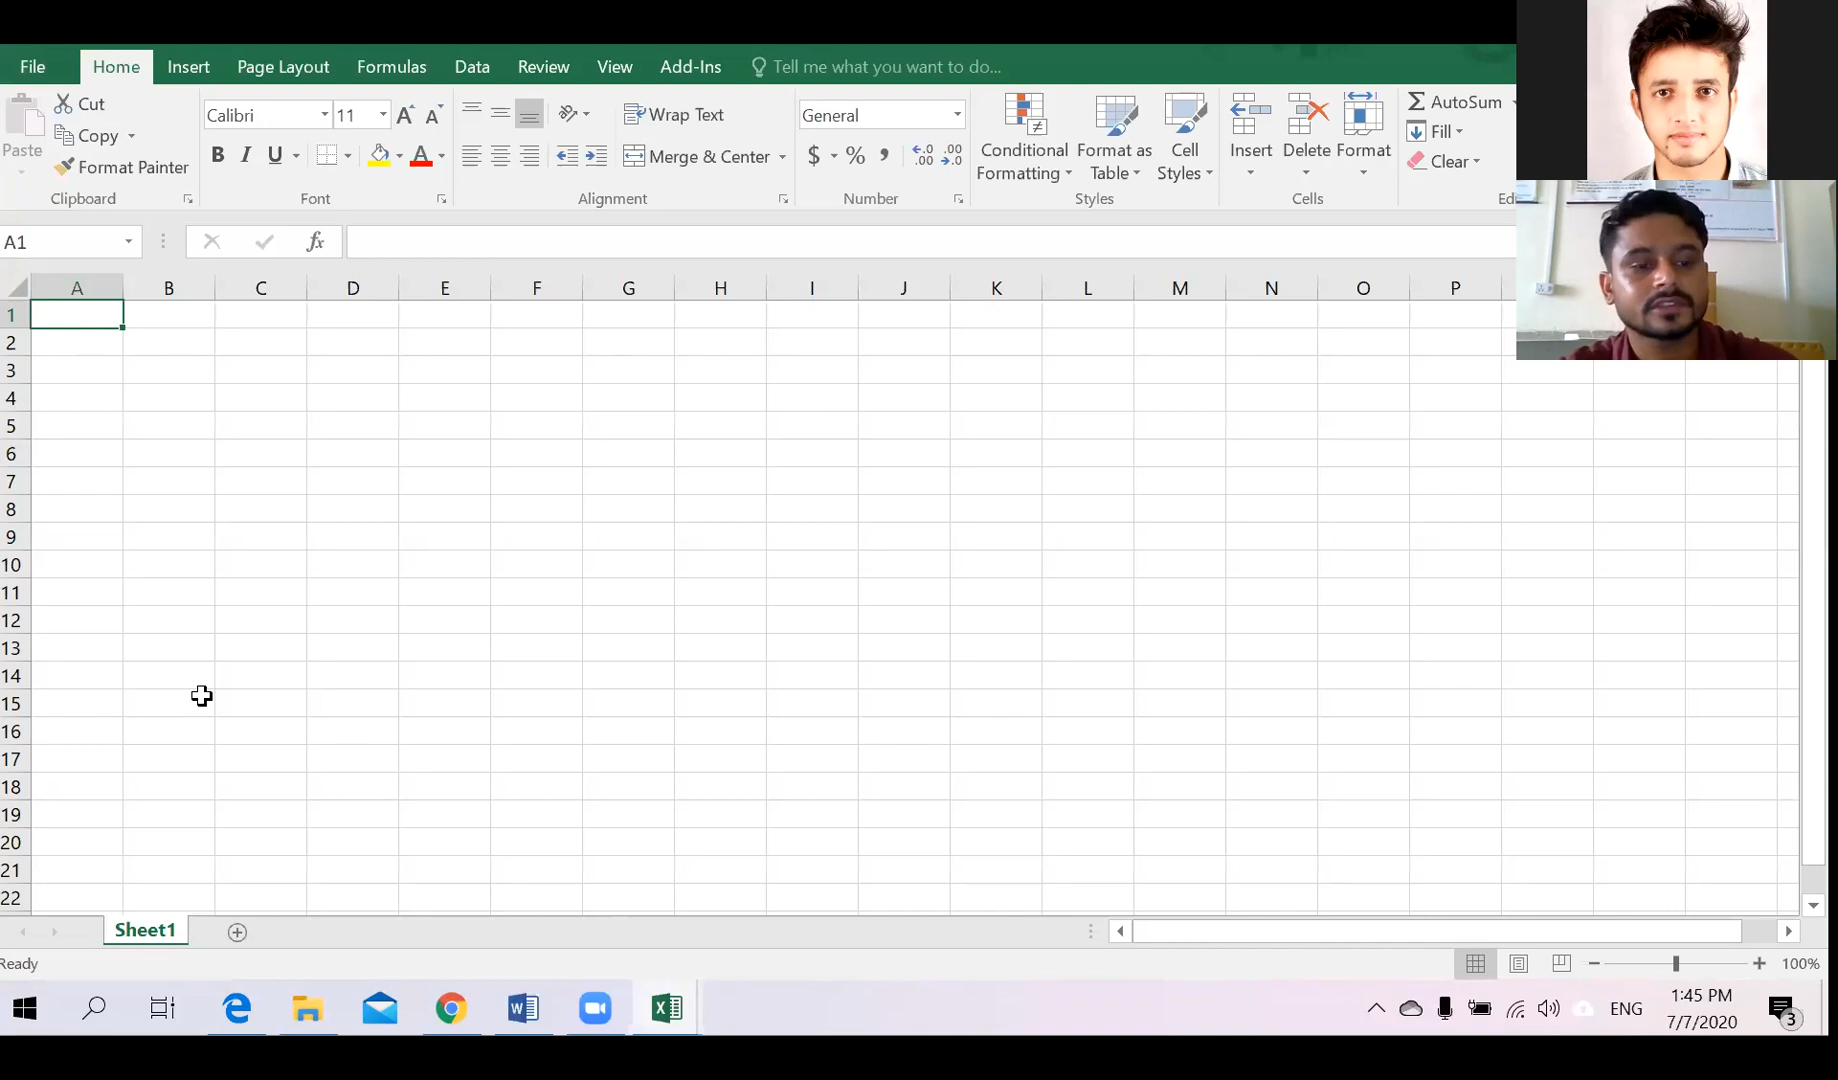 File Home Insert Page Layout Formulas Data Review View Add-Ins Tell me what you want to do...
Cut
Copy
Format Painter
Paste
Clipboard
Calibri 11
B I U
Font
Wrap Text
Merge & Center
Alignment
General
$ % ,
Number
Conditional Formatting
Format as Table
Cell Styles
Styles
Insert Delete Format
Cells
AutoSum
Fill
Clear
A1 fx
A B C D E F G H I J K L M N O P
1
2
3
4
5
6
7
8
9
10
11
12
13
14
15
16
17
18
19
20
21
22
Sheet1
Ready 100%
ENG
1:45 PM
7/7/2020
3